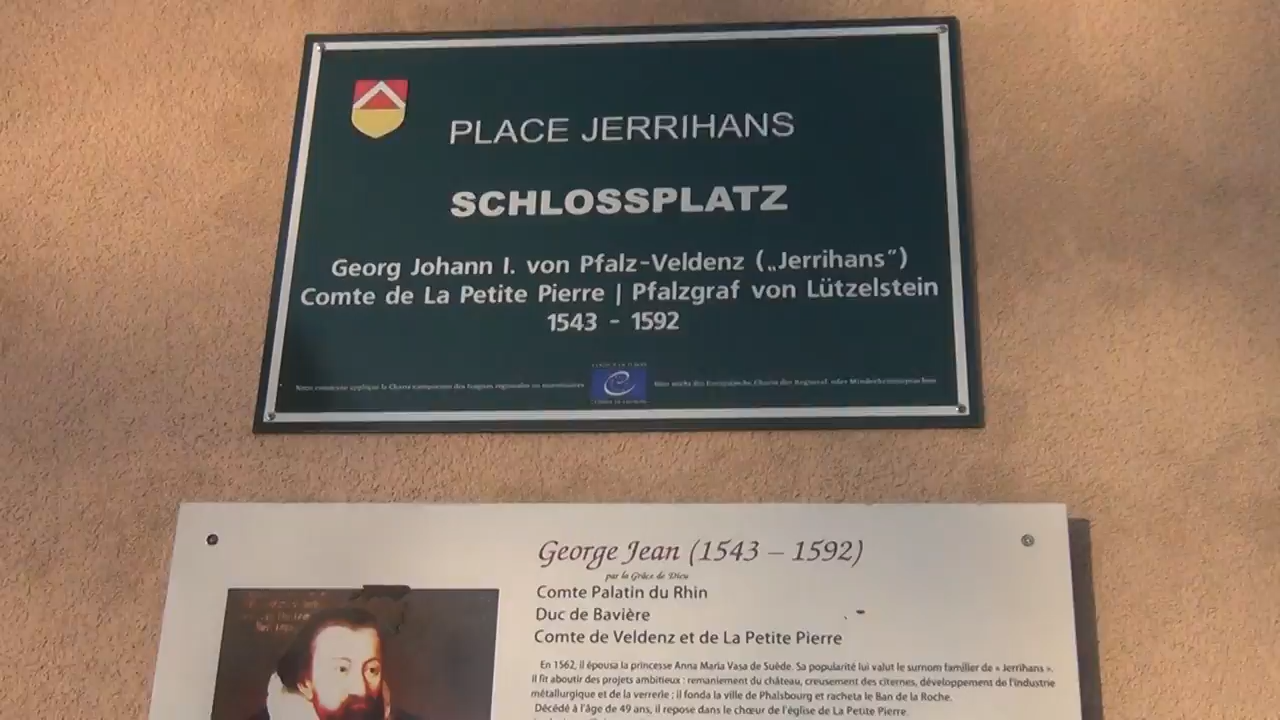 PLACE JERRIHANS
SCHLOSSPLATZ
Georg Johann I. von Pfalz-Veldenz („Jerrihans“)
Comte de La Petite Pierre | Pfalzgraf von Lützelstein
1543 - 1592
George Jean (1543 – 1592)
par la Grâce de Dieu
Comte Palatin du Rhin
Duc de Bavière
Comte de Veldenz et de La Petite Pierre
En 1562, il épousa la princesse Anna Maria Vasa de Suède. Sa popularité lui valut le surnom familier de « Jerrihans ».
Il fit aboutir des projets ambitieux : remaniement du château, creusement des citernes, développement de l'industrie
métallurgique et de la verrerie ; il fonda la ville de Phalsbourg et racheta le Ban de la Roche.
Décédé à l'âge de 49 ans, il repose dans le chœur de l'église de La Petite Pierre.